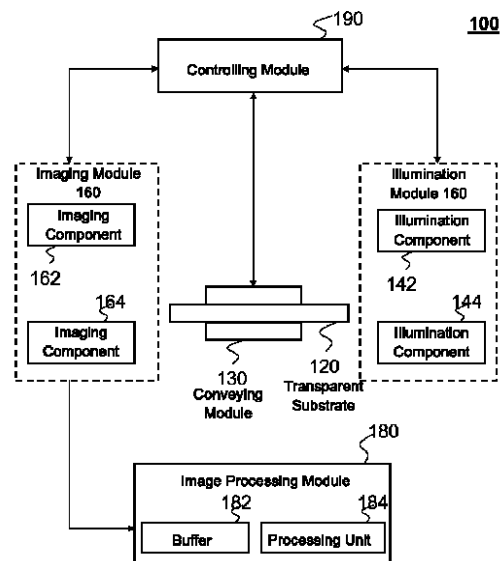 190
100
Controlling Module
Imaging Module
160
Imaging
Component
162
164
Imaging
Component
Illumination
Module 160
Illumination
Component
142
144
Illumination
Component
130
Conveying
Module
120
Transparent
Substrate
180
Image Processing Module
182
184
Buffer
Processing Unit